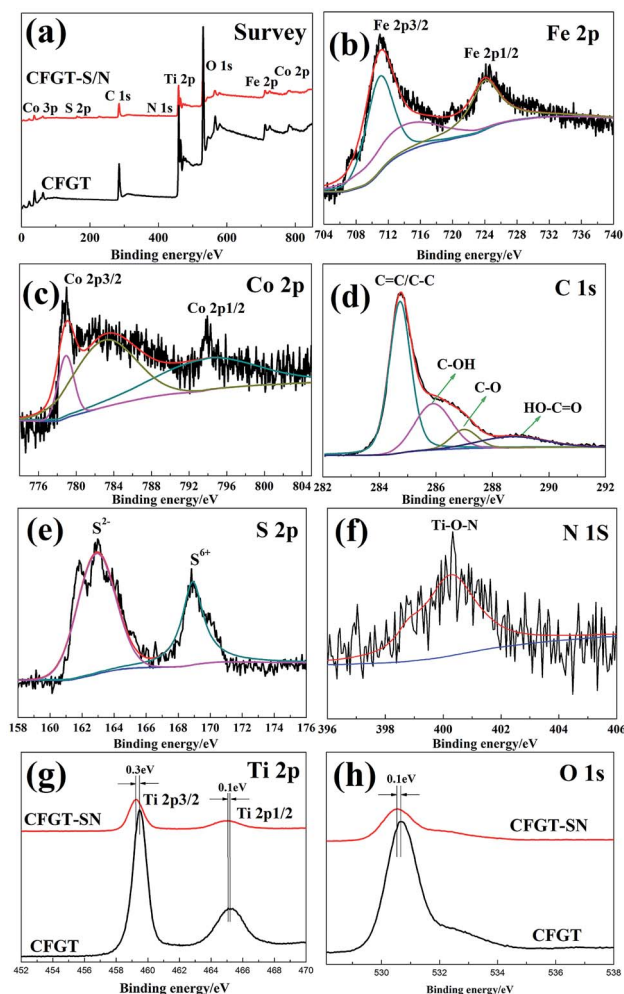 (a)
Survey
CFGT-S/N
Co 3p
S 2p
C 1s
N 1s
Ti 2p
O 1s
Fe 2p
Co 2p
CFGT
0 200 400 600 800
Binding energy/eV
(b)
Fe 2p3/2
Fe 2p
Fe 2p1/2
704 708 712 716 720 724 728 732 736 740
Binding energy/eV
(c)
Co 2p3/2
Co 2p
Co 2p1/2
776 780 784 788 792 796 800 804
Binding energy/eV
(d)
C=C/C-C
C 1s
C-OH
C-O
HO-C=O
282 284 286 288 290 292
Binding energy/eV
(e)
S2-
S 2p
S6+
158 160 162 164 166 168 170 172 174 176
Binding energy/eV
(f)
Ti-O-N
N 1S
396 398 400 402 404 406
Binding energy/eV
(g)
Ti 2p
0.3eV
0.1eV
Ti 2p3/2
Ti 2p1/2
CFGT-SN
CFGT
452 454 456 458 460 462 464 466 468 470
Binding energy/eV
(h)
O 1s
0.1eV
CFGT-SN
CFGT
530 532 534 536 538
Binding energy/eV